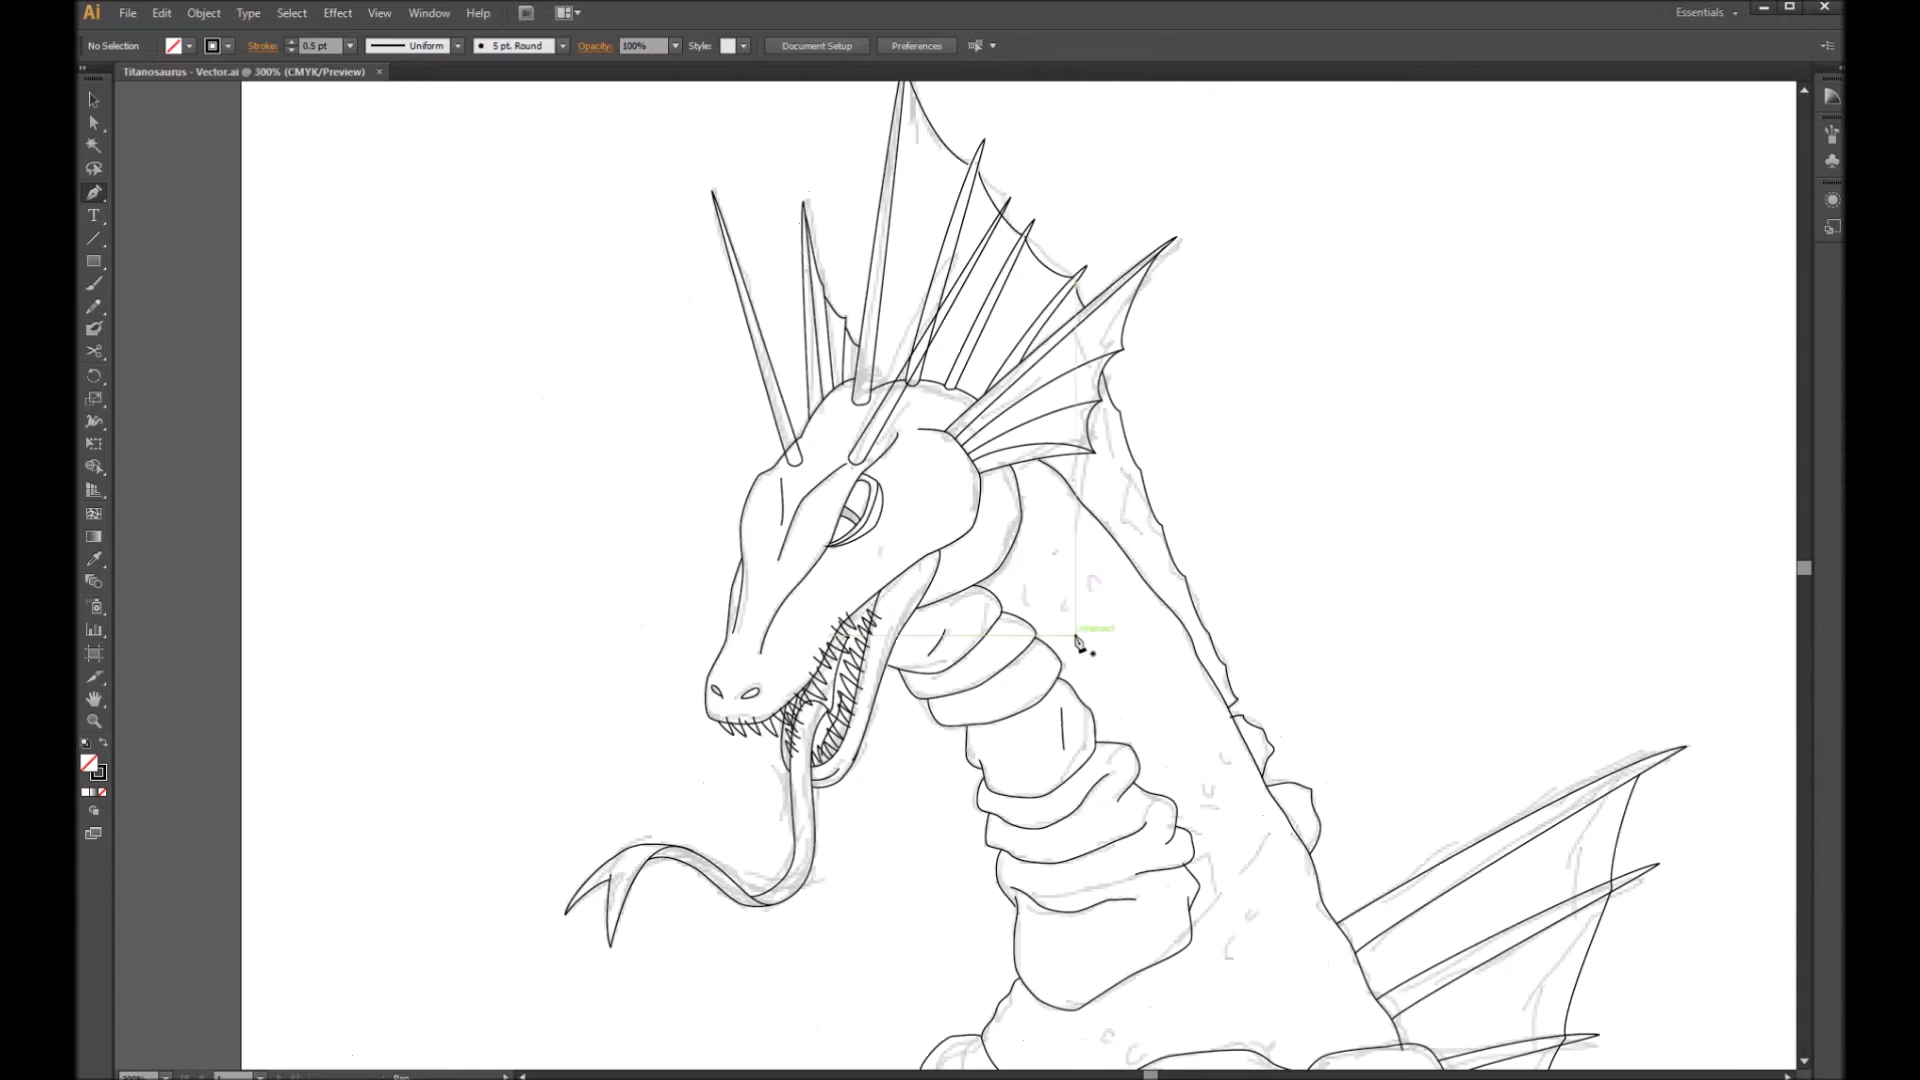 Ai File Edit Object Type Select Effect View Window Help Br Essentials
No Selection Stroke: 0.5 pt Uniform 5 pt. Round Opacity: 100% Style: Document Setup Preferences
Titanosaurus - Vector.ai @ 300% (CMYK/Preview) ×